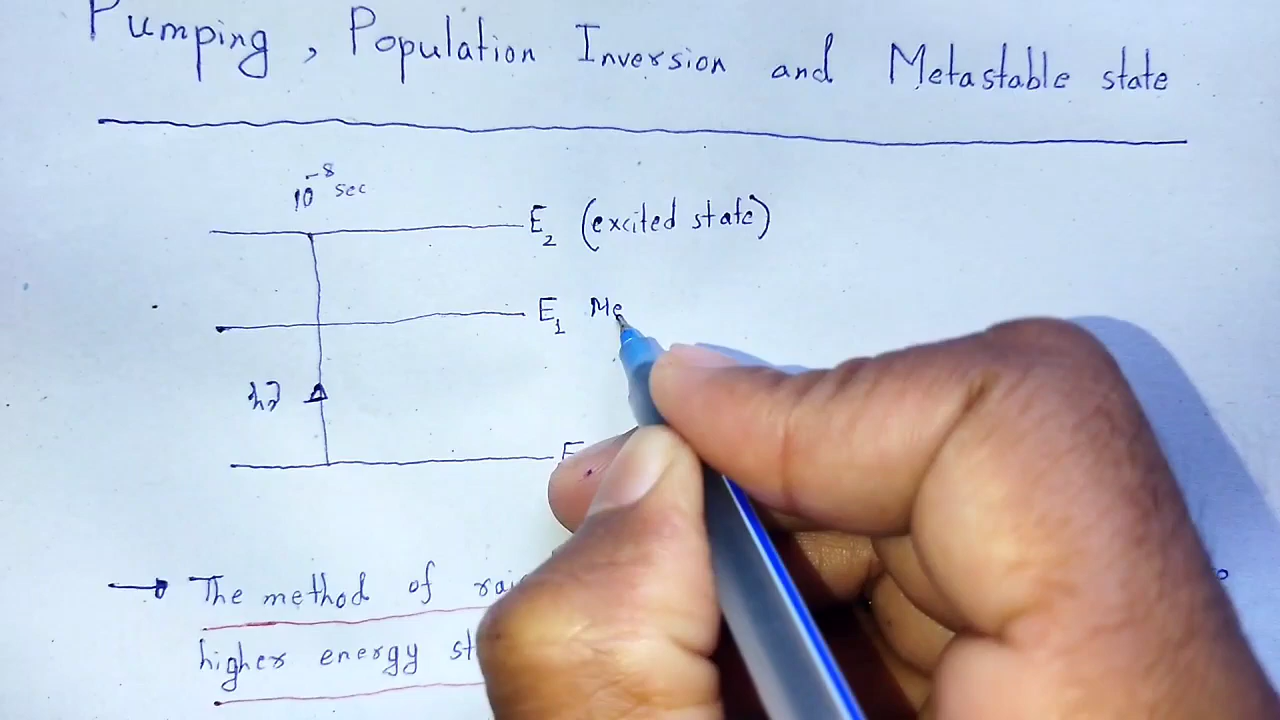 Pumping, Population Inversion and Metastable state
10⁻⁸ sec
E₂ (excited state)
E₁ Me
hν
E
→ The method of
higher energy